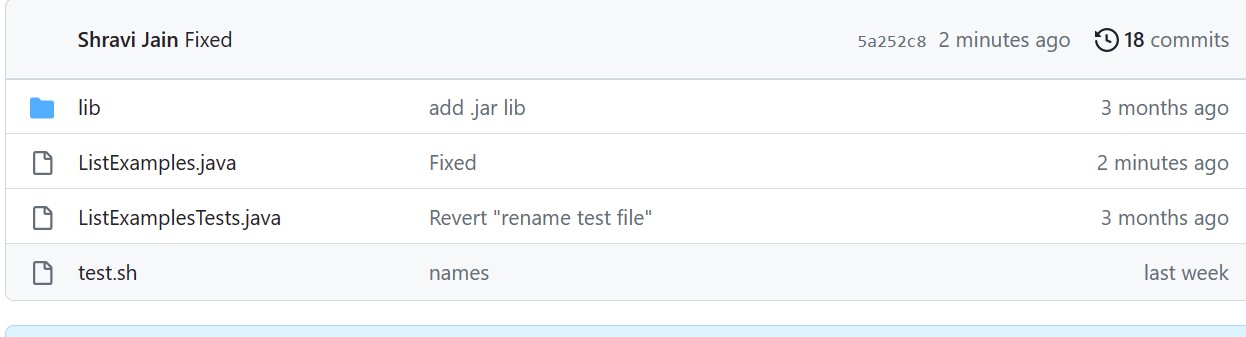 Shravi Jain Fixed 5a252c8 2 minutes ago 18 commits
lib add .jar lib 3 months ago
ListExamples.java Fixed 2 minutes ago
ListExamplesTests.java Revert "rename test file" 3 months ago
test.sh names last week